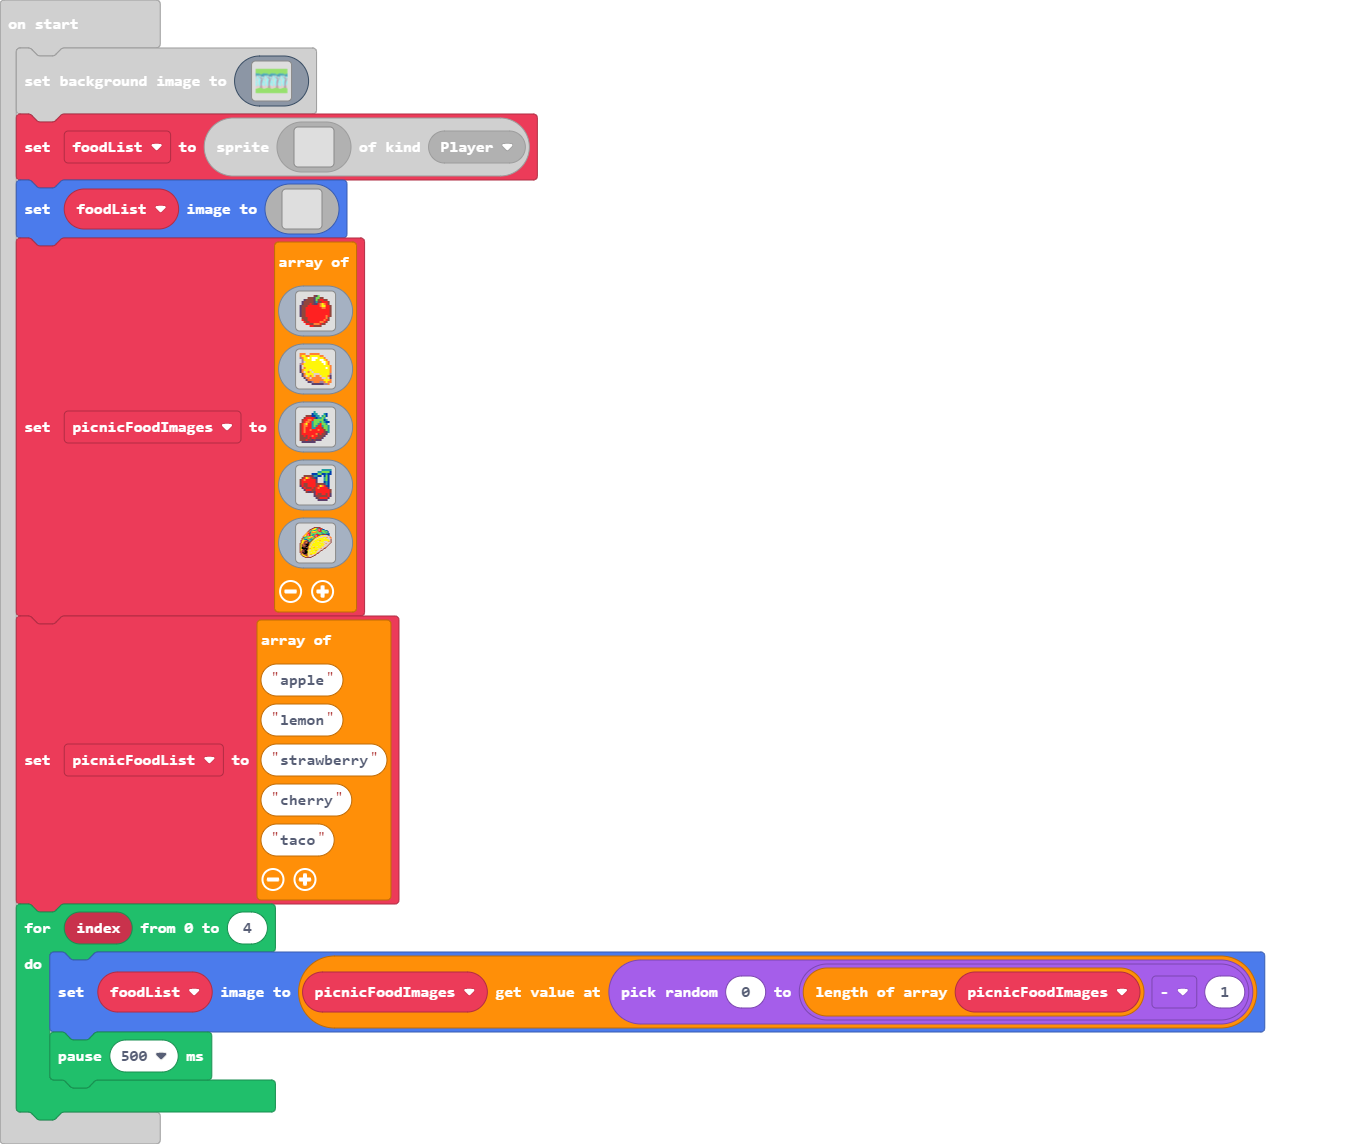 on start
set background image to
set foodList to sprite of kind Player
set foodList image to
array of
set picnicFoodImages to
array of
"apple"
"lemon"
"strawberry"
set picnicFoodList to
"cherry"
"taco"
for index from 0 to 4
do
set foodList image to picnicFoodImages get value at pick random 0 to length of array picnicFoodImages - 1
pause 500 ms